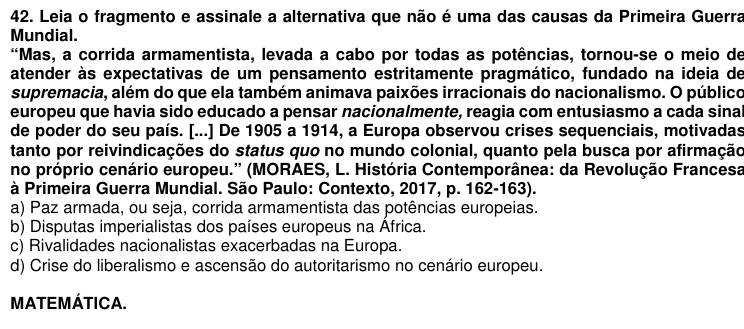 42. Leia o fragmento e assinale a alternativa que não é uma das causas da Primeira Guerra
Mundial.
“Mas, a corrida armamentista, levada a cabo por todas as potências, tornou-se o meio de
atender às expectativas de um pensamento estritamente pragmático, fundado na ideia de
supremacia, além do que ela também animava paixões irracionais do nacionalismo. O público
europeu que havia sido educado a pensar nacionalmente, reagia com entusiasmo a cada sinal
de poder do seu país. [...] De 1905 a 1914, a Europa observou crises sequenciais, motivadas
tanto por reivindicações do status quo no mundo colonial, quanto pela busca por afirmação
no próprio cenário europeu.” (MORAES, L. História Contemporânea: da Revolução Francesa
à Primeira Guerra Mundial. São Paulo: Contexto, 2017, p. 162-163).
a) Paz armada, ou seja, corrida armamentista das potências europeias.
b) Disputas imperialistas dos países europeus na África.
c) Rivalidades nacionalistas exacerbadas na Europa.
d) Crise do liberalismo e ascensão do autoritarismo no cenário europeu.
MATEMÁTICA.